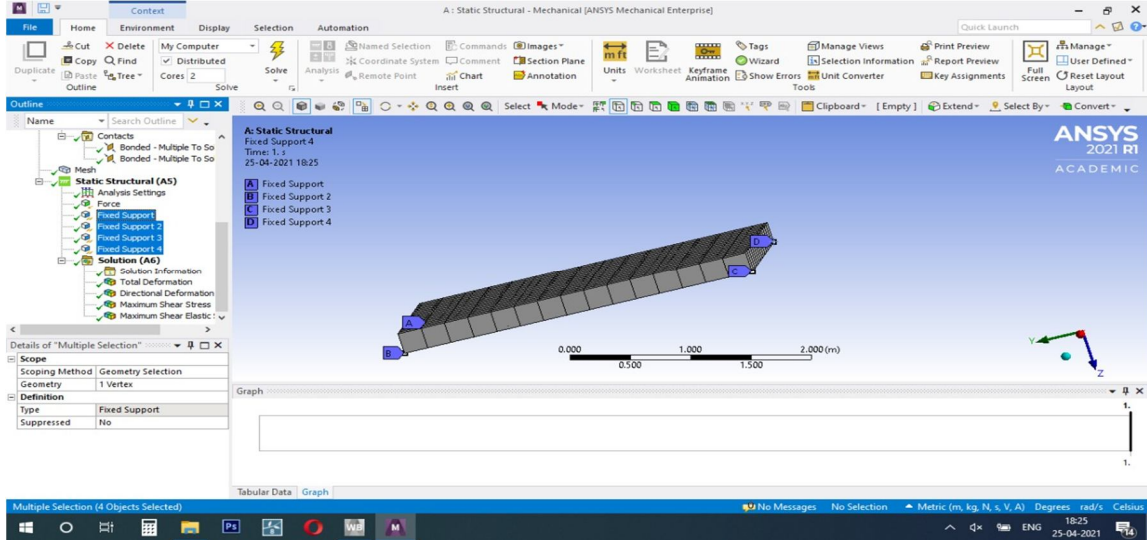 A : Static Structural - Mechanical [ANSYS Mechanical Enterprise]
Context
File Home Environment Display Selection Automation Quick Launch
Duplicate
Cut
Copy
Paste
Delete
Find
Tree
Outline
My Computer
Distributed
Cores 2
Solve
Solve
Analysis
Named Selection
Coordinate System
Remote Point
Commands
Comment
Chart
Images
Section Plane
Annotation
Insert
Units
Worksheet
Keyframe Animation
Tags
Wizard
Show Errors
Manage Views
Selection Information
Unit Converter
Print Preview
Report Preview
Key Assignments
Tools
Full Screen
Manage
User Defined
Reset Layout
Layout
Outline
Select Mode Clipboard [ Empty ] Extend Select By Convert
Name Search Outline
Contacts
Bonded - Multiple To So
Bonded - Multiple To So
Mesh
Static Structural (A5)
Analysis Settings
Force
Fixed Support
Fixed Support 2
Fixed Support 3
Fixed Support 4
Solution (A6)
Solution Information
Total Deformation
Directional Deformation
Maximum Shear Stress
Maximum Shear Elastic
Details of "Multiple Selection"
Scope
Scoping Method Geometry Selection
Geometry 1 Vertex
Definition
Type Fixed Support
Suppressed No
A: Static Structural
Fixed Support 4
Time: 1. s
25-04-2021 18:25
A Fixed Support
B Fixed Support 2
C Fixed Support 3
D Fixed Support 4
ANSYS
2021 R1
ACADEMIC
D
C
A
B
0.000 1.000 2.000 (m)
0.500 1.500
Y
Z
Graph
1.
1.
Tabular Data Graph
Multiple Selection (4 Objects Selected) No Messages No Selection Metric (m, kg, N, s, V, A) Degrees rad/s Celsius
Ps WB M
ENG
18:25
25-04-2021
14